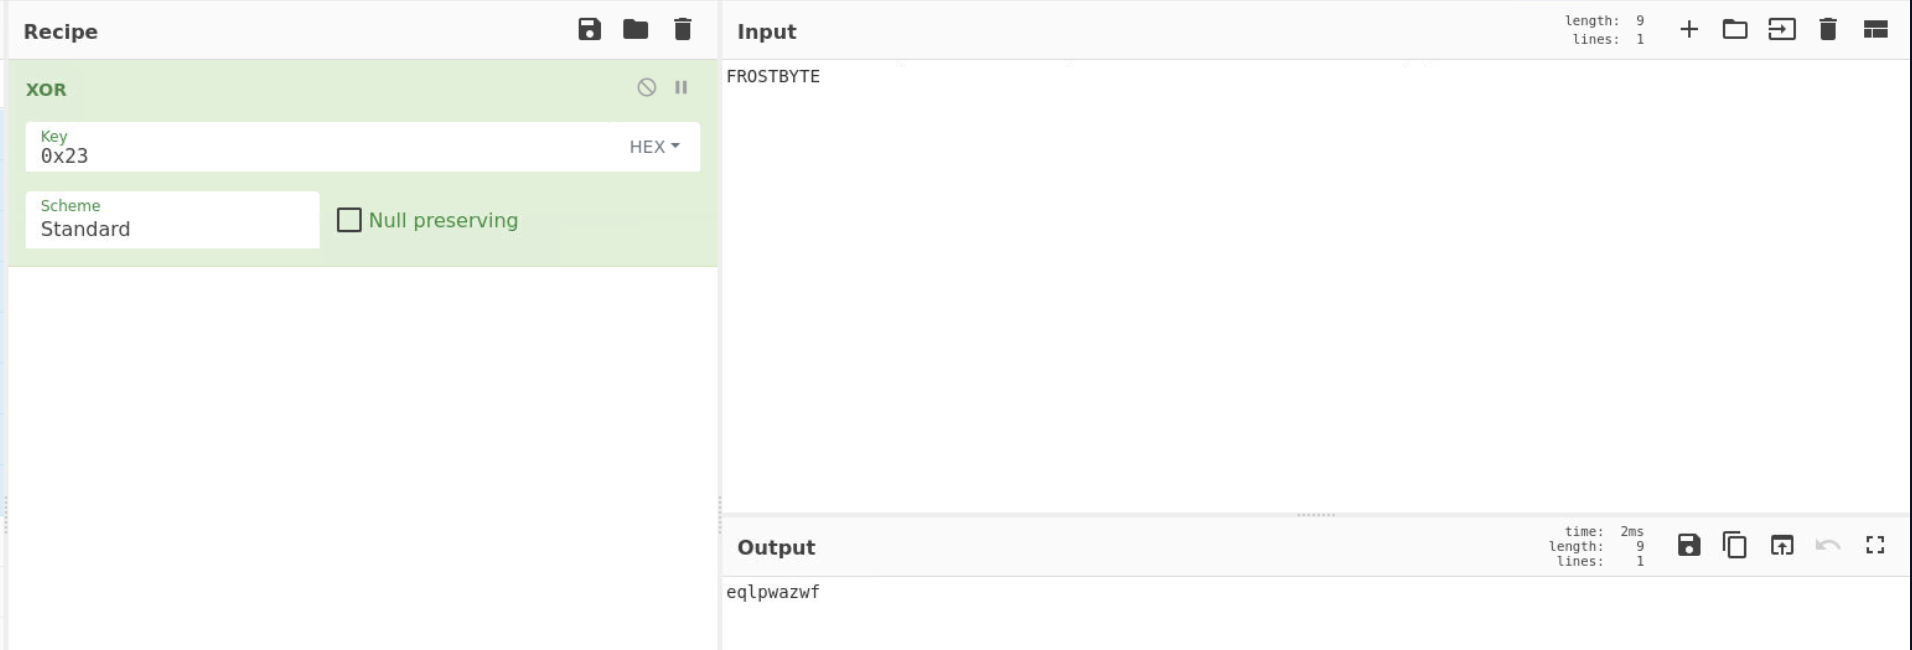 Recipe
XOR
Key
0x23
HEX
Scheme
Standard
Null preserving
Input
length: 9
lines: 1
FROSTBYTE
Output
time: 2ms
length: 9
lines: 1
eqlpwazwf